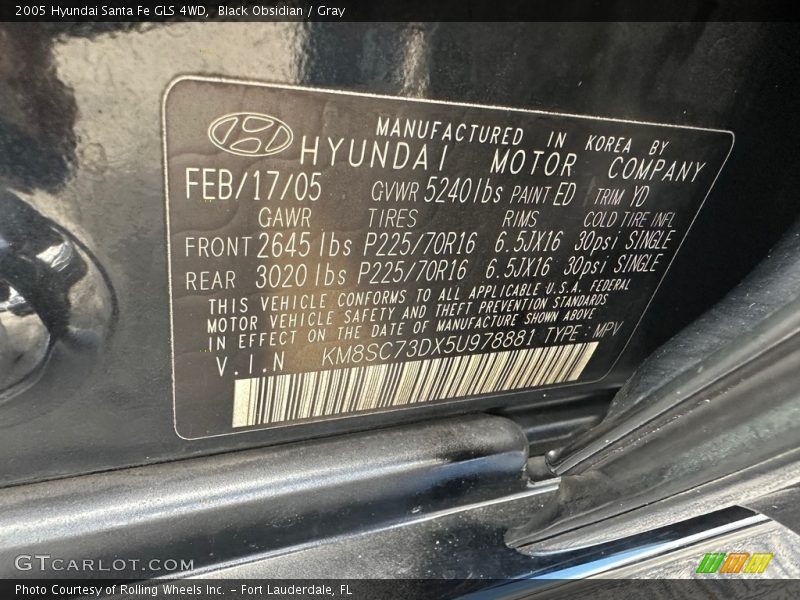 2005 Hyundai Santa Fe GLS 4WD, Black Obsidian / Gray
MANUFACTURED IN KOREA BY
HYUNDAI MOTOR COMPANY
FEB/17/05 GVWR 5240lbs PAINT ED TRIM YD
GAWR TIRES RIMS COLD TIRE INFL
FRONT 2645 lbs P225/70R16 6.5JX16 30psi SINGLE
REAR 3020 lbs P225/70R16 6.5JX16 30psi SINGLE
THIS VEHICLE CONFORMS TO ALL APPLICABLE U.S.A. FEDERAL
MOTOR VEHICLE SAFETY AND THEFT PREVENTION STANDARDS
IN EFFECT ON THE DATE OF MANUFACTURE SHOWN ABOVE
V.I.N KM8SC73DX5U978881 TYPE : MPV
GTCARLOT.COM
Photo Courtesy of Rolling Wheels Inc. - Fort Lauderdale, FL